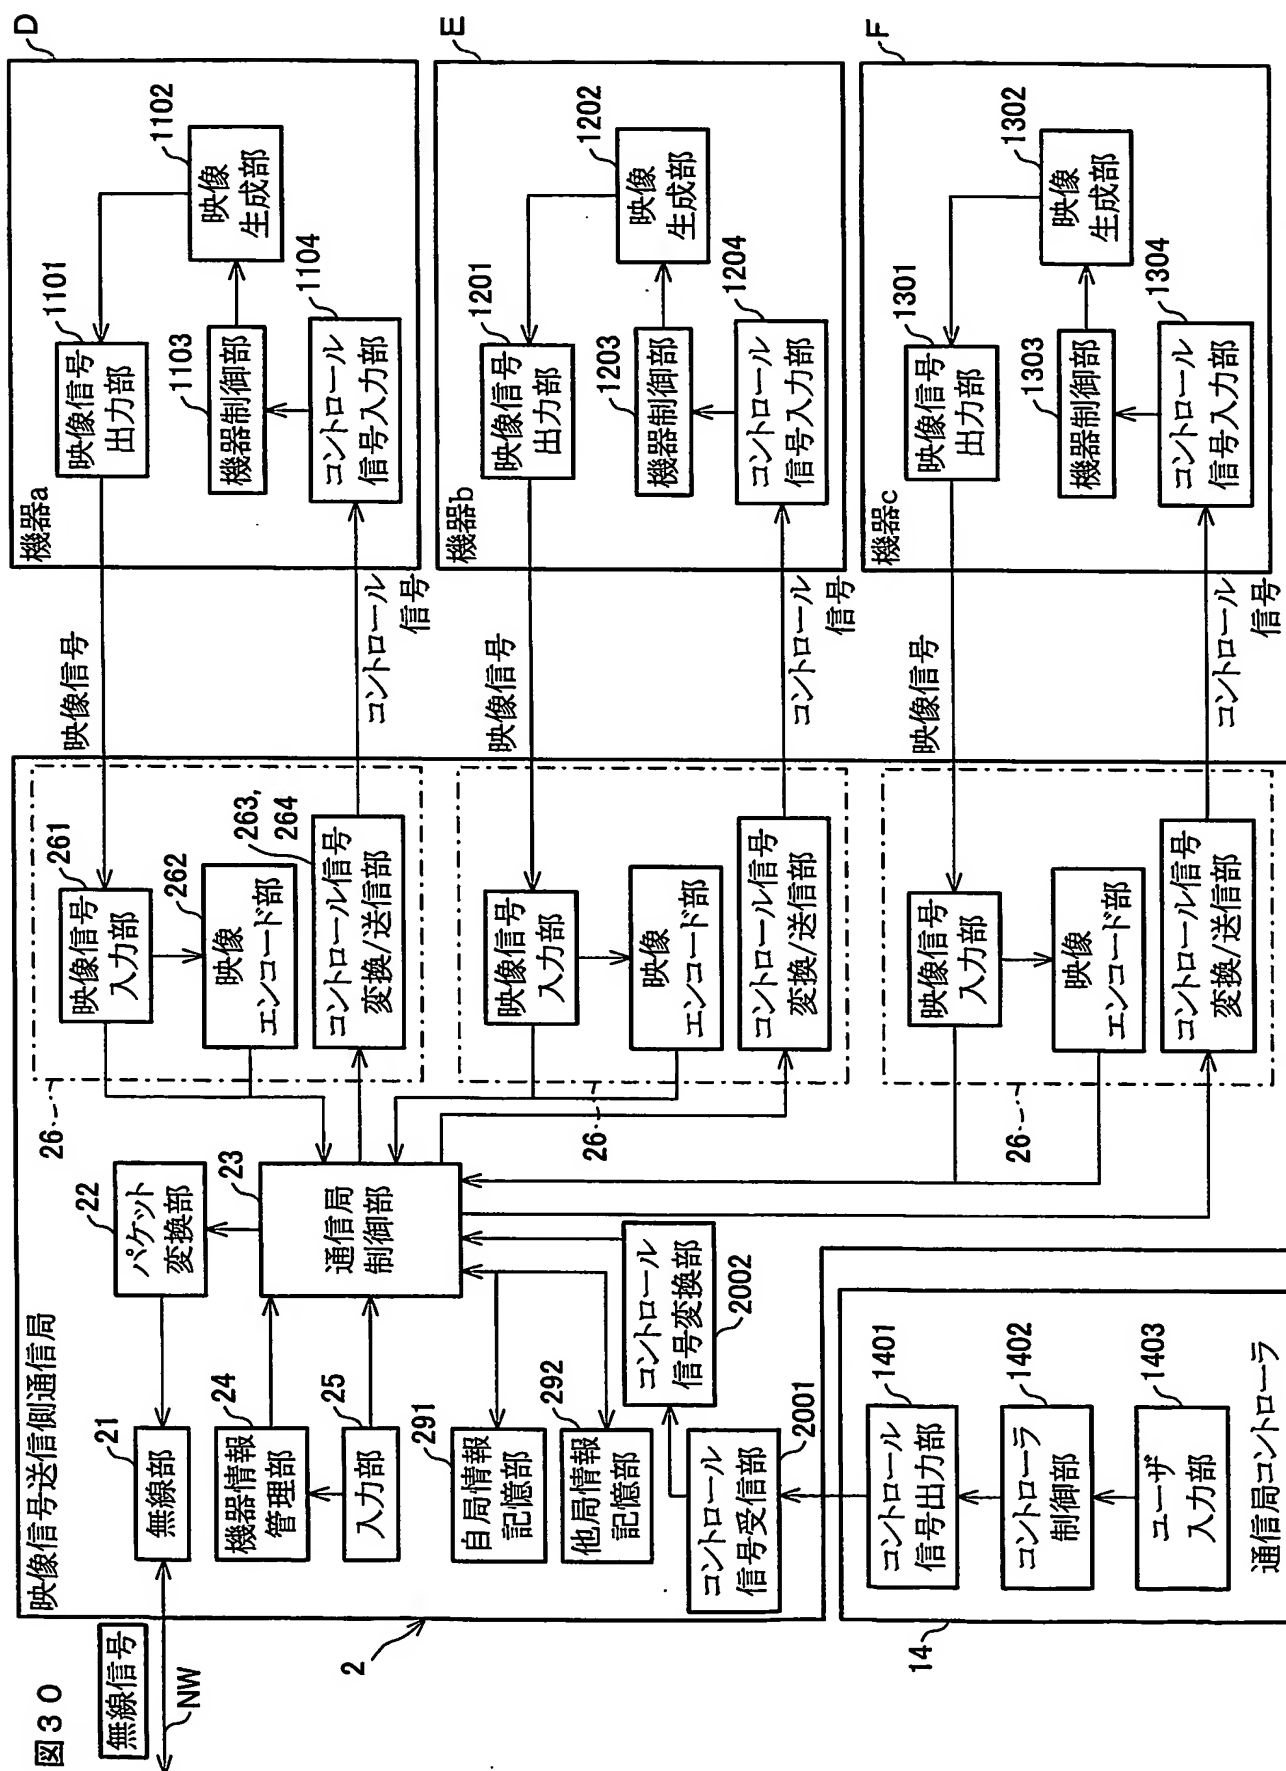 図30
無線信号
NW
2
映像信号送信側通信局
21
無線部
22
パケット
変換部
24
機器情報
管理部
23
通信局
制御部
25
入力部
291
自局情報
記憶部
292
他局情報
記憶部
コントロール
信号変換部
2002
コントロール
信号受信部
2001
26
261
映像信号
入力部
262
映像
エンコード部
263,
264
コントロール信号
変換/送信部
26
映像信号
入力部
映像
エンコード部
コントロール信号
変換/送信部
26
映像信号
入力部
映像
エンコード部
コントロール信号
変換/送信部
映像信号
コントロール
信号
映像信号
コントロール
信号
映像信号
コントロール
信号
D
機器a
1101
映像信号
出力部
1102
映像
生成部
1103
機器制御部
1104
コントロール
信号入力部
E
機器b
1201
映像信号
出力部
1202
映像
生成部
1203
機器制御部
1204
コントロール
信号入力部
F
機器c
1301
映像信号
出力部
1302
映像
生成部
1303
機器制御部
1304
コントロール
信号入力部
14
1401
コントロール
信号出力部
1402
コントローラ
制御部
1403
ユーザ
入力部
通信局コントローラ